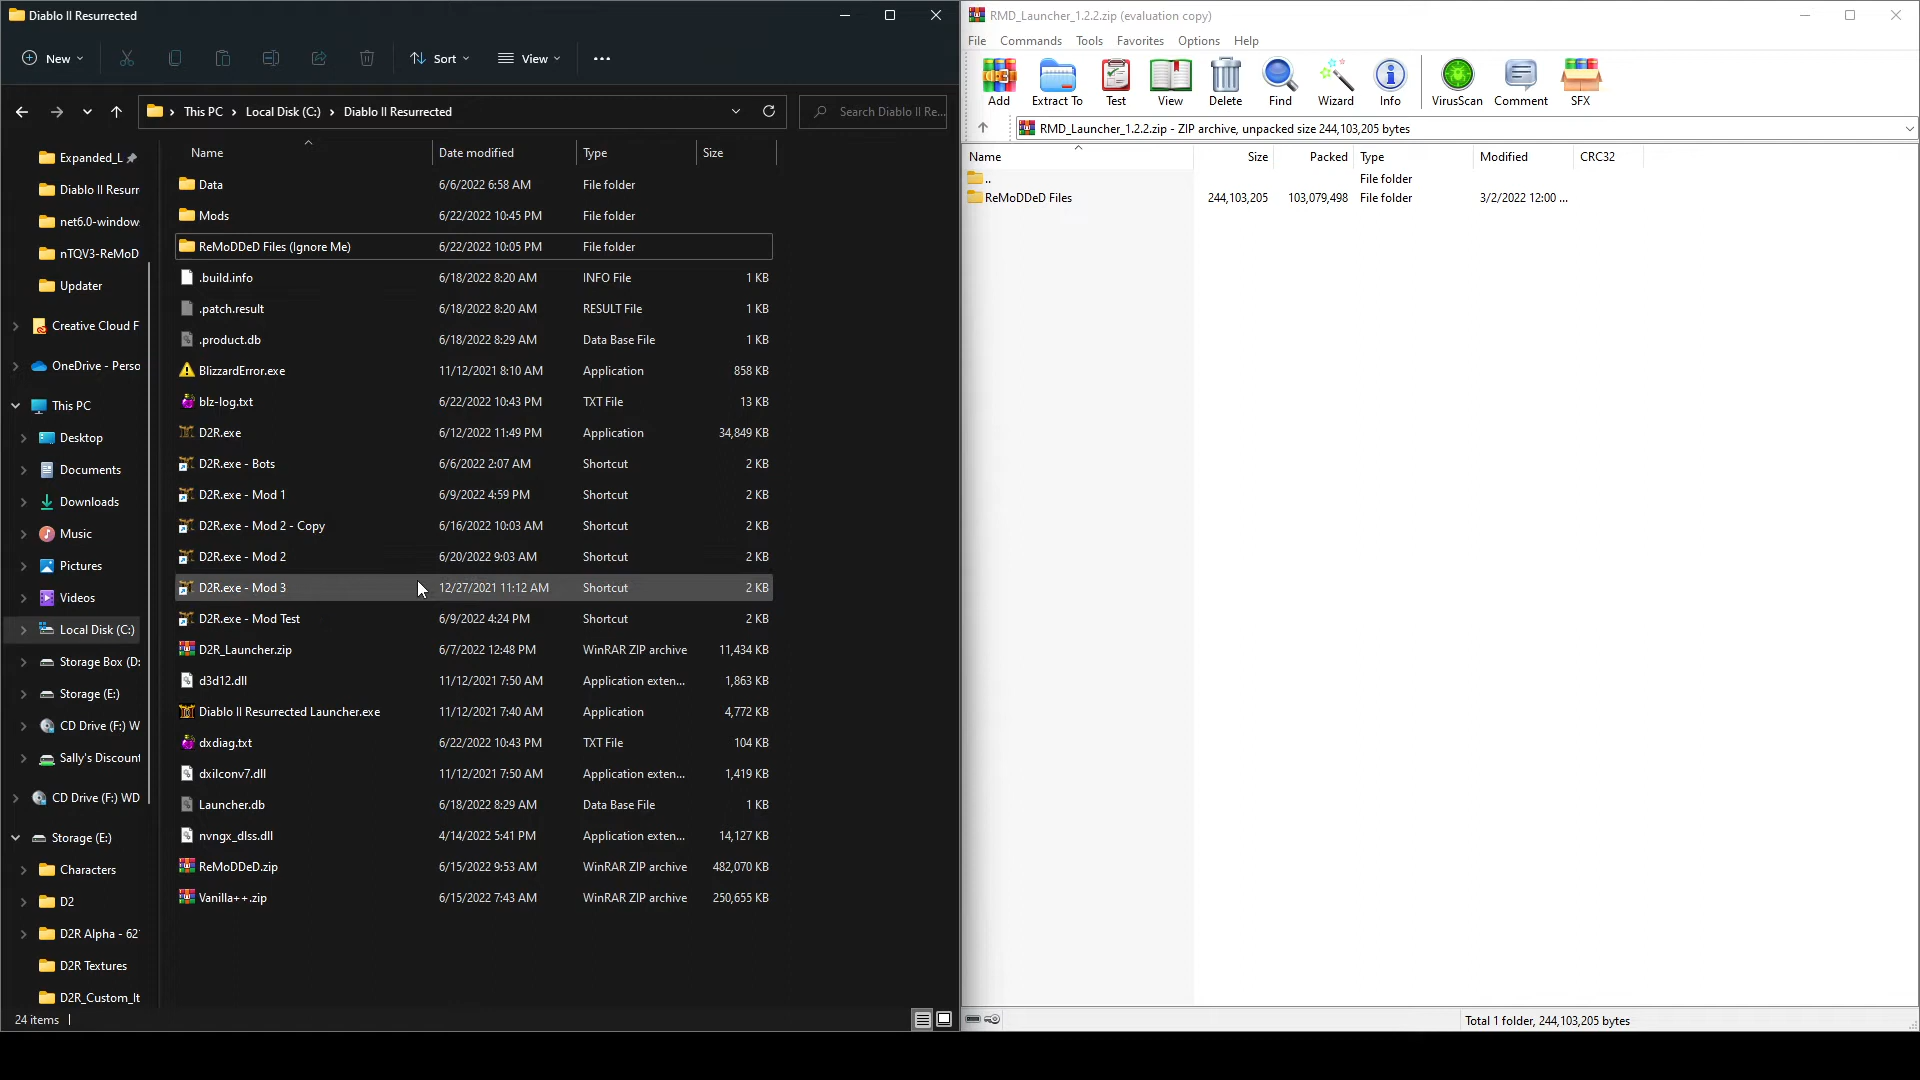 Diablo II Resurrected
New
Sort
View
This PC > Local Disk (C:) > Diablo II Resurrected
Search Diablo II Re...
Expanded_L
Diablo II Resurr
net6.0-window
nTQV3-ReMoD
Updater
Creative Cloud F
OneDrive - Perso
This PC
Desktop
Documents
Downloads
Music
Pictures
Videos
Local Disk (C:)
Storage Box (D:
Storage (E:)
CD Drive (F:) W
Sally's Discount
CD Drive (F:) WD
Storage (E:)
Characters
D2
D2R Alpha - 62
D2R Textures
D2R_Custom_It
Name Date modified Type Size
Data 6/6/2022 6:58 AM File folder
Mods 6/22/2022 10:45 PM File folder
ReMoDDeD Files (Ignore Me) 6/22/2022 10:05 PM File folder
.build.info 6/18/2022 8:20 AM INFO File 1 KB
.patch.result 6/18/2022 8:20 AM RESULT File 1 KB
.product.db 6/18/2022 8:29 AM Data Base File 1 KB
BlizzardError.exe 11/12/2021 8:10 AM Application 858 KB
blz-log.txt 6/22/2022 10:43 PM TXT File 13 KB
D2R.exe 6/12/2022 11:49 PM Application 34,849 KB
D2R.exe - Bots 6/6/2022 2:07 AM Shortcut 2 KB
D2R.exe - Mod 1 6/9/2022 4:59 PM Shortcut 2 KB
D2R.exe - Mod 2 - Copy 6/16/2022 10:03 AM Shortcut 2 KB
D2R.exe - Mod 2 6/20/2022 9:03 AM Shortcut 2 KB
D2R.exe - Mod 3 12/27/2021 11:12 AM Shortcut 2 KB
D2R.exe - Mod Test 6/9/2022 4:24 PM Shortcut 2 KB
D2R_Launcher.zip 6/7/2022 12:48 PM WinRAR ZIP archive 11,434 KB
d3d12.dll 11/12/2021 7:50 AM Application exten... 1,863 KB
Diablo II Resurrected Launcher.exe 11/12/2021 7:40 AM Application 4,772 KB
dxdiag.txt 6/22/2022 10:43 PM TXT File 104 KB
dxilconv7.dll 11/12/2021 7:50 AM Application exten... 1,419 KB
Launcher.db 6/18/2022 8:29 AM Data Base File 1 KB
nvngx_dlss.dll 4/14/2022 5:41 PM Application exten... 14,127 KB
ReMoDDeD.zip 6/15/2022 9:53 AM WinRAR ZIP archive 482,070 KB
Vanilla++.zip 6/15/2022 7:43 AM WinRAR ZIP archive 250,655 KB
24 items
RMD_Launcher_1.2.2.zip (evaluation copy)
File Commands Tools Favorites Options Help
Add Extract To Test View Delete Find Wizard Info VirusScan Comment SFX
RMD_Launcher_1.2.2.zip - ZIP archive, unpacked size 244,103,205 bytes
Name Size Packed Type Modified CRC32
.. File folder
ReMoDDeD Files 244,103,205 103,079,498 File folder 3/2/2022 12:00 ...
Total 1 folder, 244,103,205 bytes